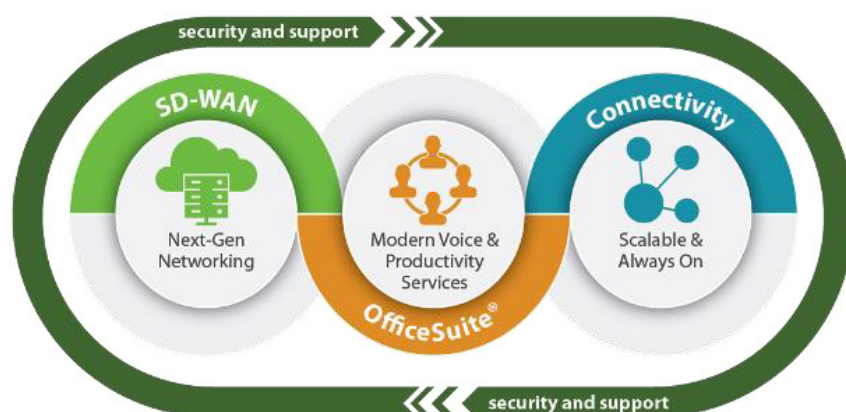 security and support
SD-WAN
Next-Gen
Networking
Modern Voice &
Productivity
Services
OfficeSuite®
Connectivity
Scalable &
Always On
security and support